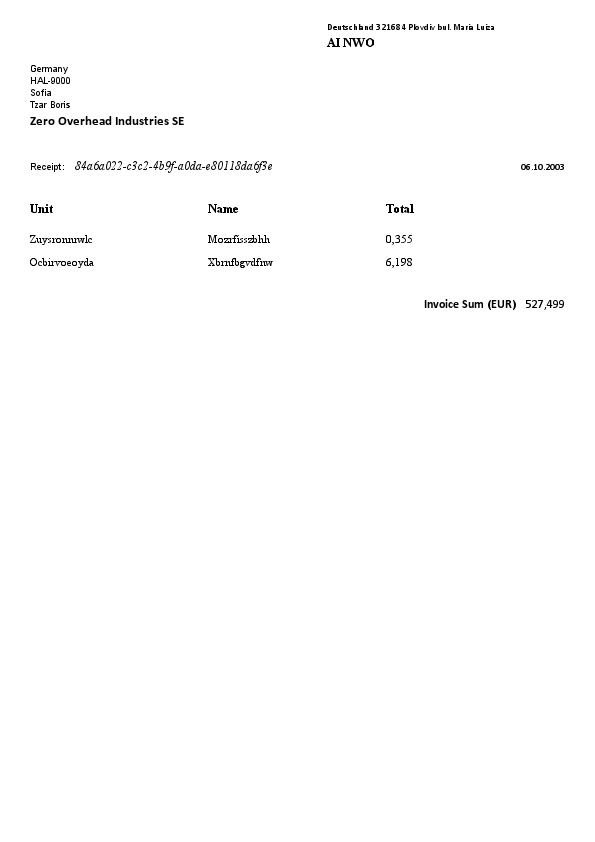 Deutschland 321684 Plovdiv bul. Maria Luiza
AI NWO
Germany
HAL-9000
Sofia
Tzar Boris
Zero Overhead Industries SE
Receipt: 84a6a022-c3c2-4b9f-a0da-e80118da6f3e 06.10.2003
Unit Name Total
Zuysronnrwlc Mozrfisszbhh 0,355
Ocbirvoeoyda Xbrnfbgvdfnw 6,198
Invoice Sum (EUR) 527,499